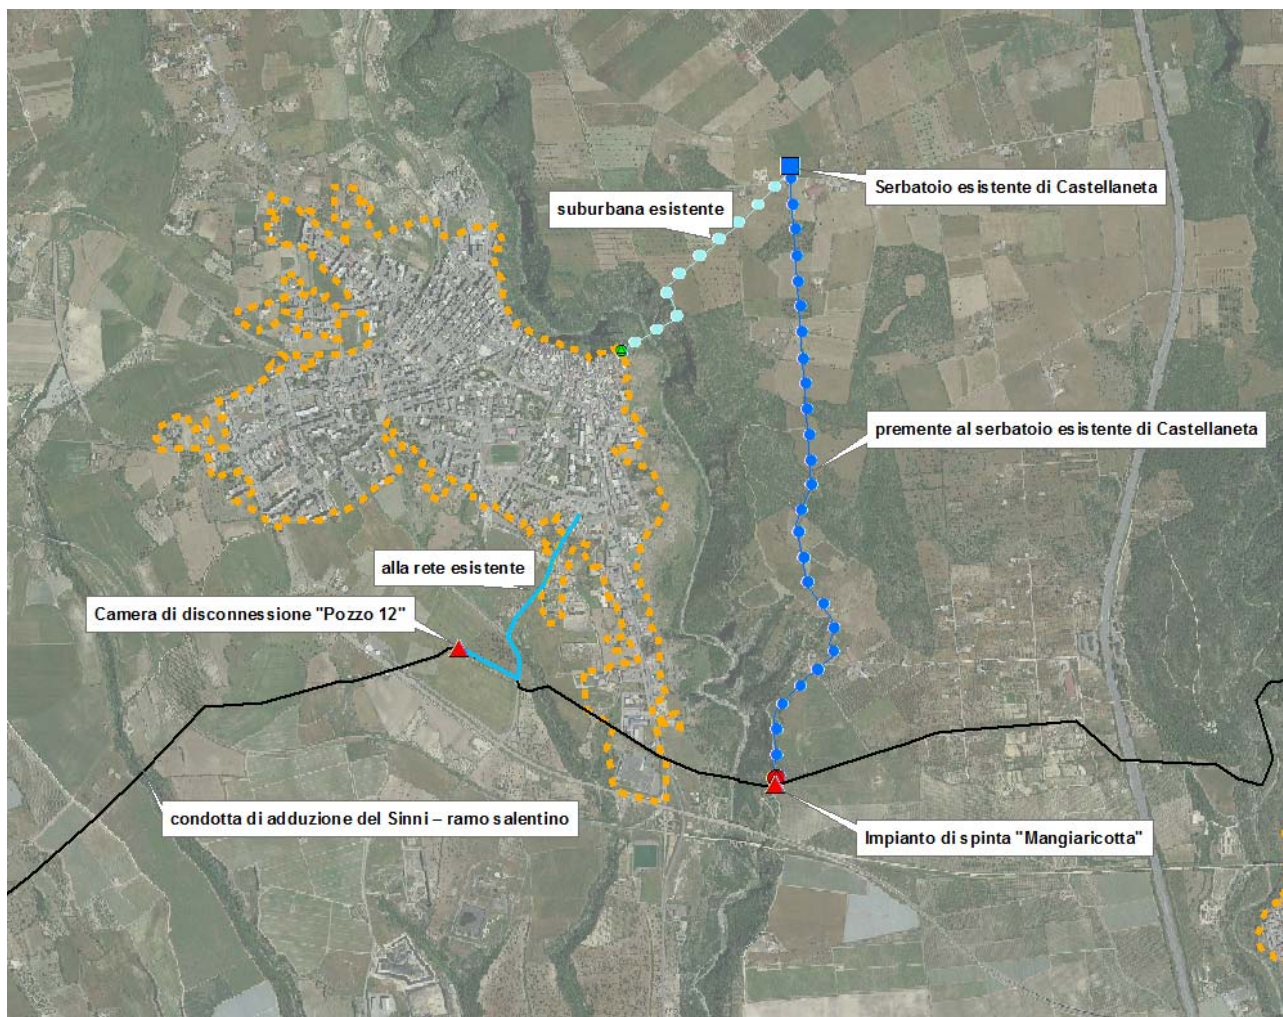 Serbatoio esistente di Castellaneta
suburbana esistente
premente al serbatoio esistente di Castellaneta
alla rete esistente
Camera di disconnessione "Pozzo 12"
condotta di adduzione del Sinni – ramo salentino
Impianto di spinta "Mangiaricotta"